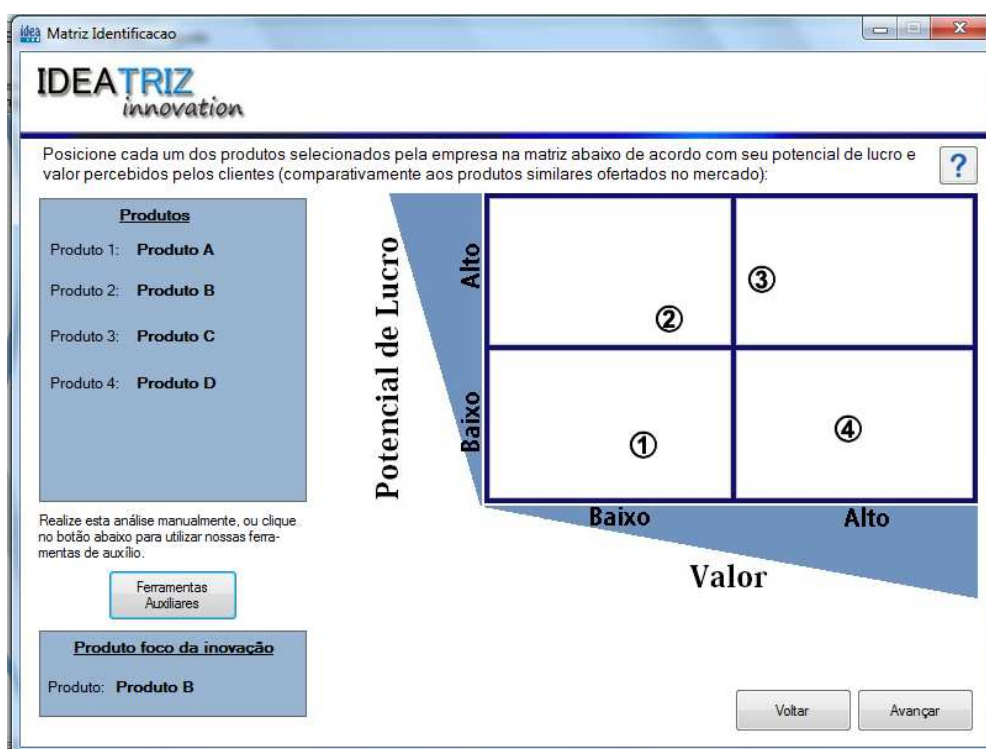 idea Matriz Identificacao
IDEATRIZ
innovation
Posicione cada um dos produtos selecionados pela empresa na matriz abaixo de acordo com seu potencial de lucro e
valor percebidos pelos clientes (comparativamente aos produtos similares ofertados no mercado):
?
Produtos
Produto 1: Produto A
Produto 2: Produto B
Produto 3: Produto C
Produto 4: Produto D
Realize esta análise manualmente, ou clique
no botão abaixo para utilizar nossas ferra-
mentas de auxílio.
Ferramentas
Auxiliares
Produto foco da inovação
Produto: Produto B
Potencial de Lucro
Alto
Baixo
③
②
①
④
Baixo Alto
Valor
Voltar Avançar